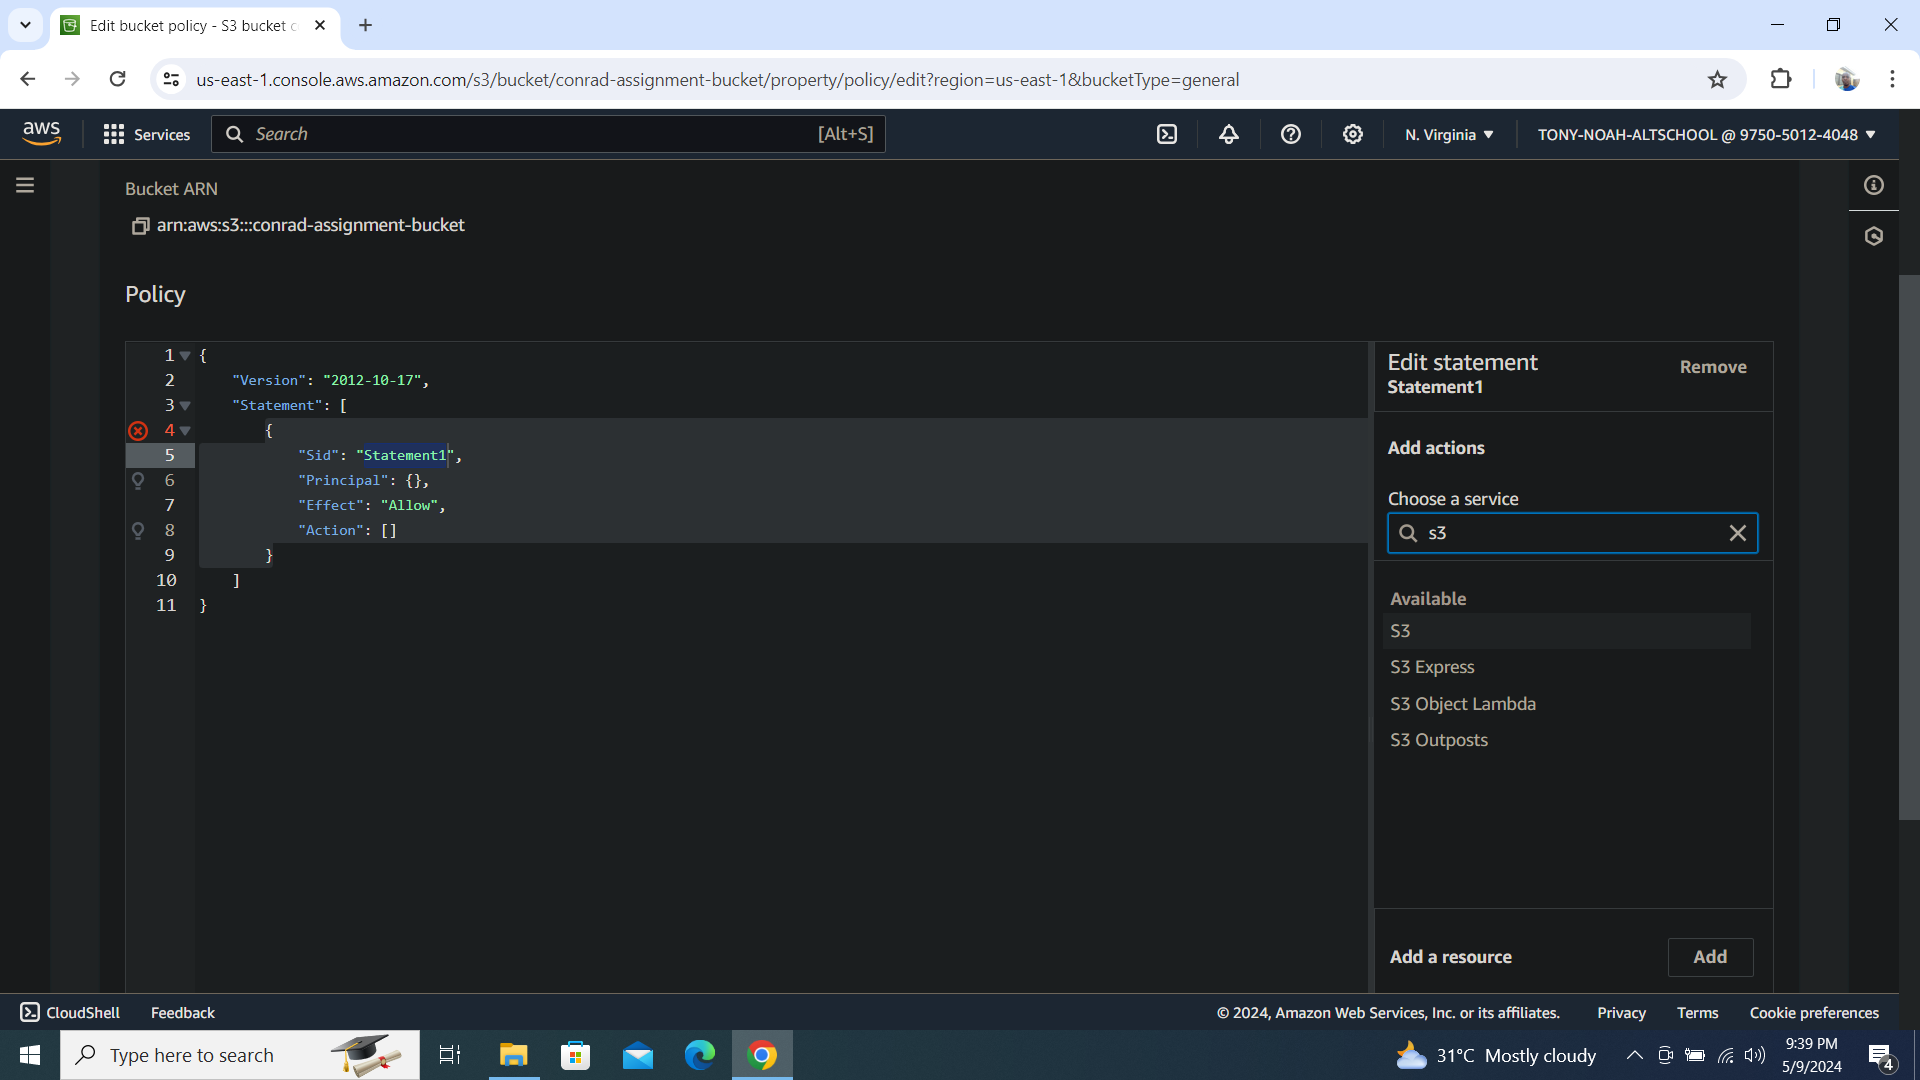 Edit bucket policy - S3 bucket c
us-east-1.console.aws.amazon.com/s3/bucket/conrad-assignment-bucket/property/policy/edit?region=us-east-1&bucketType=general
aws Services Search [Alt+S] N. Virginia ▼ TONY-NOAH-ALTSCHOOL @ 9750-5012-4048 ▼
Bucket ARN
arn:aws:s3:::conrad-assignment-bucket
Policy
1 {
2 "Version": "2012-10-17",
3 "Statement": [
4 {
5 "Sid": "Statement1",
6 "Principal": {},
7 "Effect": "Allow",
8 "Action": []
9 }
10 ]
11 }
Edit statement
Remove
Statement1
Add actions
Choose a service
s3
Available
S3
S3 Express
S3 Object Lambda
S3 Outposts
Add a resource
Add
CloudShell Feedback © 2024, Amazon Web Services, Inc. or its affiliates. Privacy Terms Cookie preferences
Type here to search
31°C Mostly cloudy
9:39 PM
5/9/2024
4